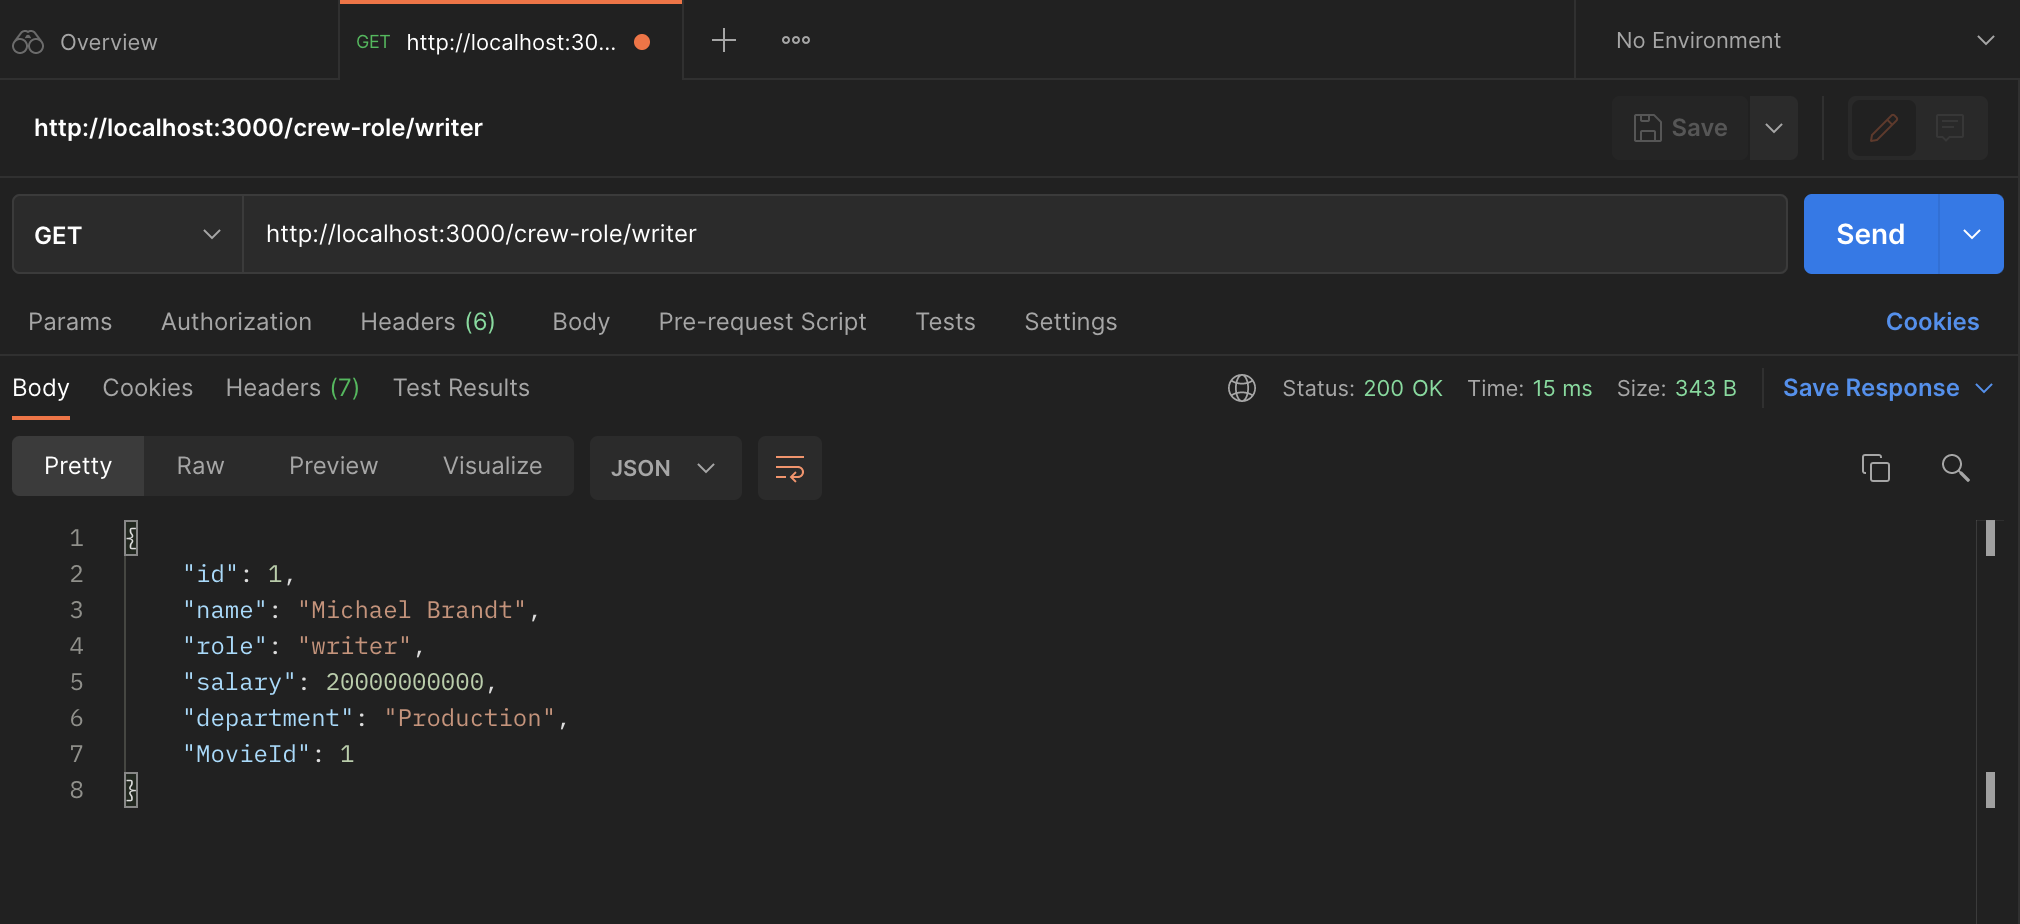 Overview
GET http://localhost:30...
No Environment
http://localhost:3000/crew-role/writer
Save
GET
http://localhost:3000/crew-role/writer
Send
Params Authorization Headers (6) Body Pre-request Script Tests Settings Cookies
Body Cookies Headers (7) Test Results Status: 200 OK Time: 15 ms Size: 343 B Save Response
Pretty Raw Preview Visualize JSON
1 {
2 "id": 1,
3 "name": "Michael Brandt",
4 "role": "writer",
5 "salary": 20000000000,
6 "department": "Production",
7 "MovieId": 1
8 }